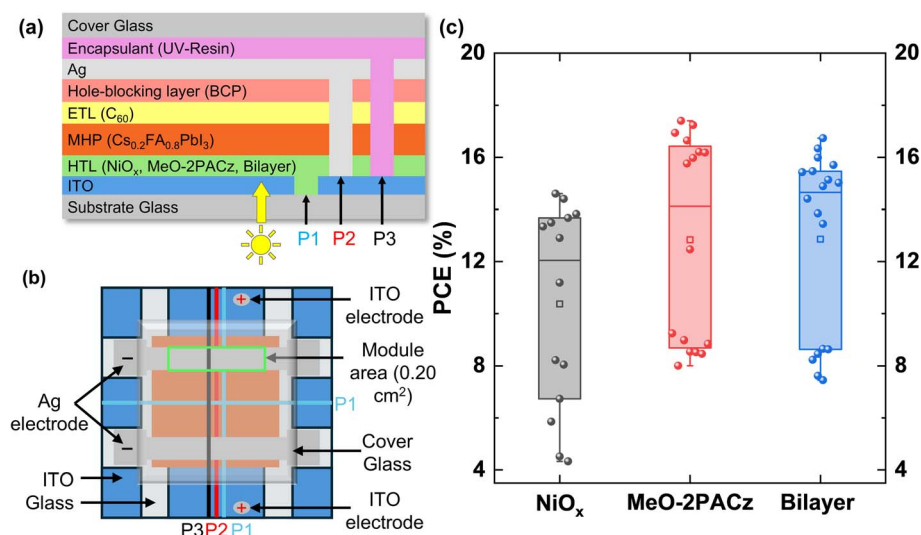 (a)
Cover Glass
Encapsulant (UV-Resin)
Ag
Hole-blocking layer (BCP)
ETL (C₆₀)
MHP (Cs₀.₂FA₀.₈PbI₃)
HTL (NiOₓ, MeO-2PACz, Bilayer)
ITO
Substrate Glass
P1
P2
P3
(b)
ITO
electrode
Module
area (0.20
cm²)
P1
Ag
electrode
Cover
Glass
ITO
Glass
ITO
electrode
P3
P2
P1
+
−
−
+
(c)
PCE (%)
20
16
12
8
4
20
16
12
8
4
NiOₓ
MeO-2PACz
Bilayer